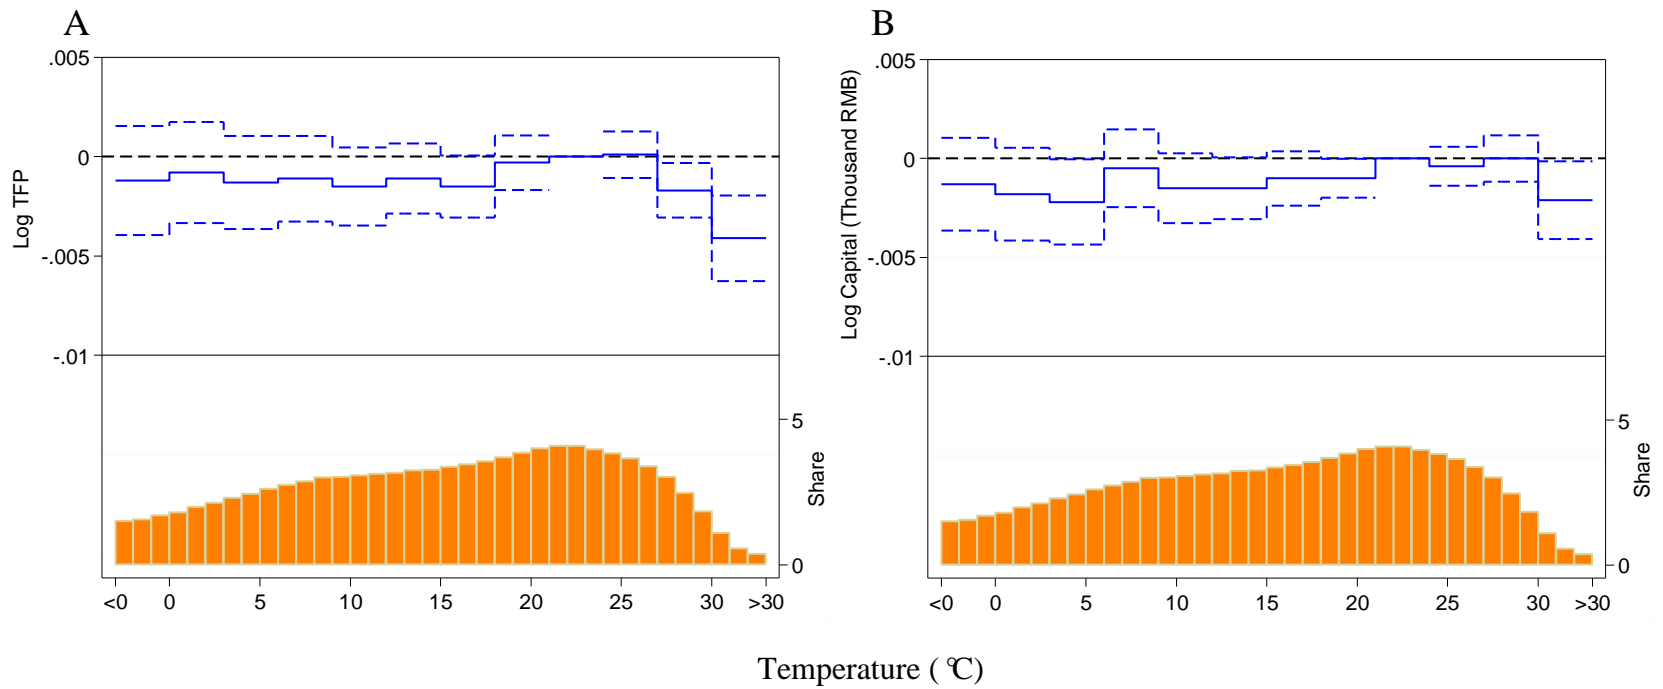 A
.005
0
-.005
-.01
Log TFP
5
0
Share
<0 0 5 10 15 20 25 30 >30
B
.005
0
-.005
-.01
Log Capital (Thousand RMB)
5
0
Share
<0 0 5 10 15 20 25 30 >30
Temperature ( ℃)